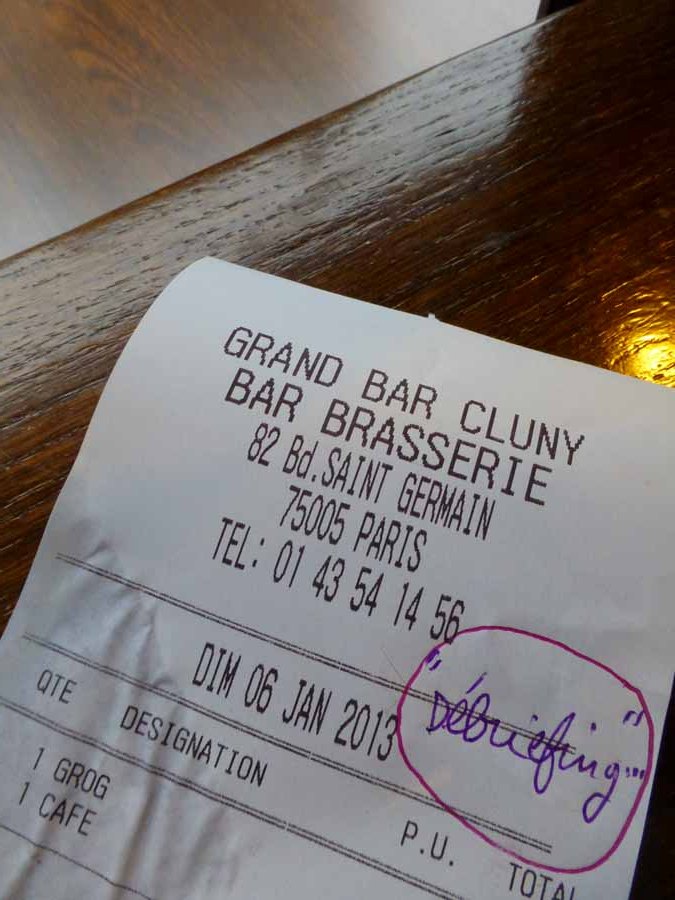 GRAND BAR CLUNY
BAR BRASSERIE
82 Bd.SAINT GERMAIN
75005 PARIS
TEL: 01 43 54 14 56
DIM 06 JAN 2013
"Débriefing"...
QTE DESIGNATION P.U. TOTAL
1 GROG
1 CAFE